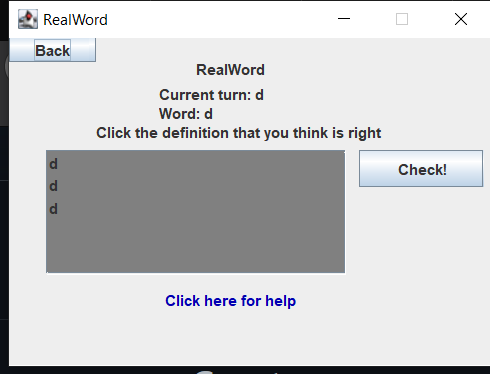 RealWord
Back
RealWord
Current turn: d
Word: d
Click the definition that you think is right
d
d
d
Check!
Click here for help